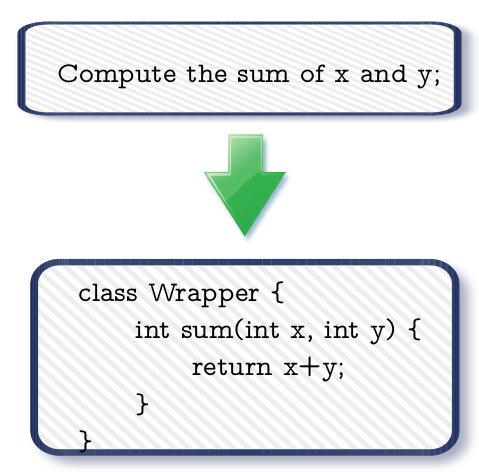 Compute the sum of x and y;
class Wrapper {
int sum(int x, int y) {
return x+y;
}
}